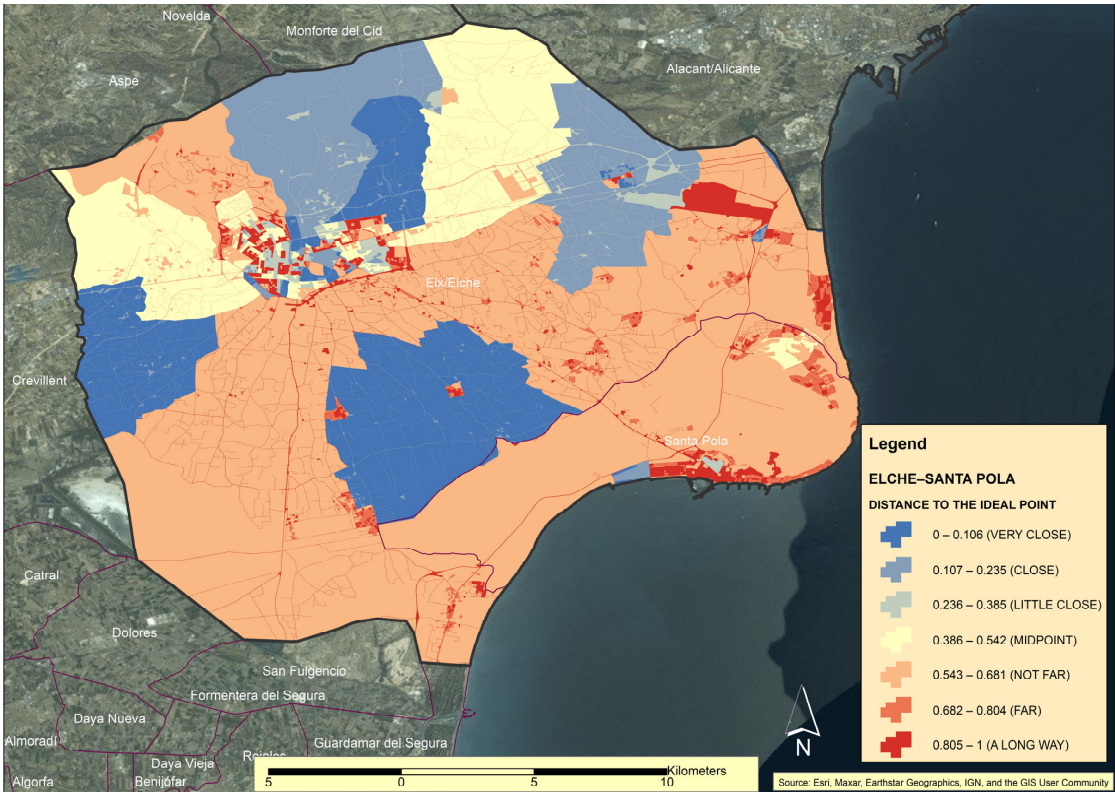 Novelda
Monforte del Cid
Aspe
Alacant/Alicante
Elx/Elche
Crevillent
Santa Pola
Catral
Dolores
San Fulgencio
Formentera del Segura
Daya Nueva
Almoradí
Guardamar del Segura
Daya Vieja
Rojales
Algorfa
Benijófar
Legend
ELCHE–SANTA POLA
DISTANCE TO THE IDEAL POINT
0 – 0.106 (VERY CLOSE)
0.107 – 0.235 (CLOSE)
0.236 – 0.385 (LITTLE CLOSE)
0.386 – 0.542 (MIDPOINT)
0.543 – 0.681 (NOT FAR)
0.682 – 0.804 (FAR)
0.805 - 1 (A LONG WAY)
N
Kilometers
5 0 5 10
Source: Esri, Maxar, Earthstar Geographics, IGN, and the GIS User Community